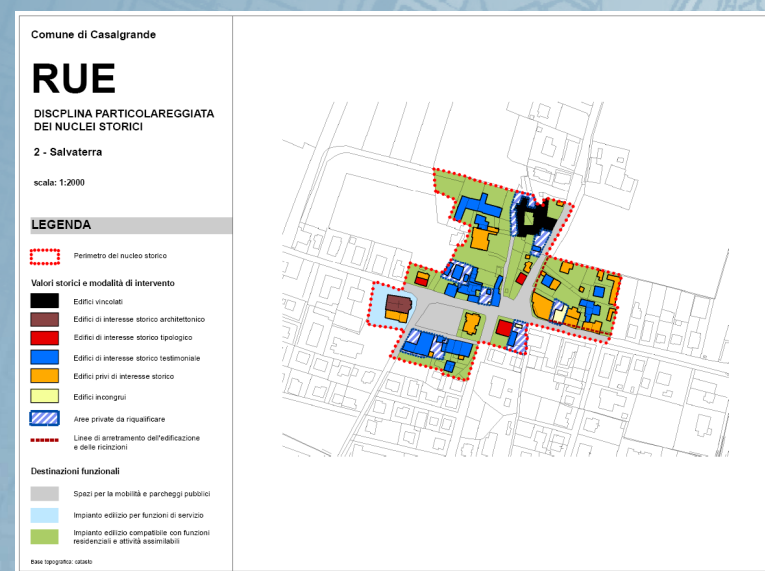 Comune di Casalgrande
RUE
DISCPLINA PARTICOLAREGGIATA
DEI NUCLEI STORICI
2 - Salvaterra
scala: 1:2000
LEGENDA
Perimetro del nucleo storico
Valori storici e modalità di intervento
Edifici vincolati
Edifici di interesse storico architettonico
Edifici di interesse storico tipologico
Edifici di interesse storico testimoniale
Edifici privi di interesse storico
Edifici incongrui
Aree private da riqualificare
Linee di arretramento dell'edificazione
e delle ricinzioni
Destinazioni funzionali
Spazi per la mobilità e parcheggi pubblici
Impianto edilizio per funzioni di servizio
Impianto edilizio compatibile con funzioni
residenziali e attività assimilabili
Base topografica: catasto